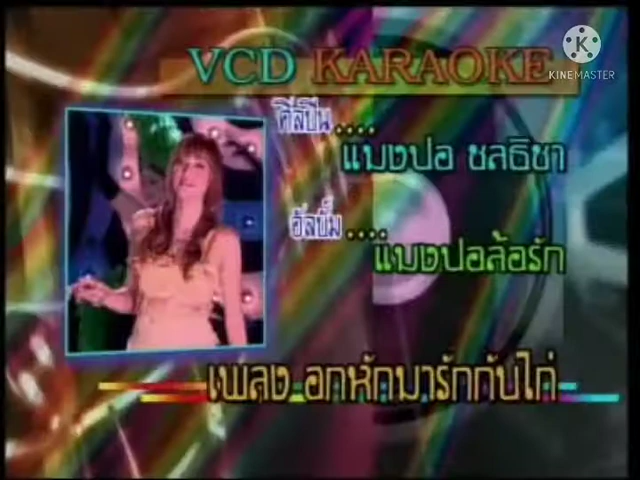 VCD KARAOKE
KINEMASTER
ศิลปิน....
แมงปอ ชลธิชา
อัลบั้ม....
แมงปอล้อรัก
เพลง อกหักมารักกับไก่